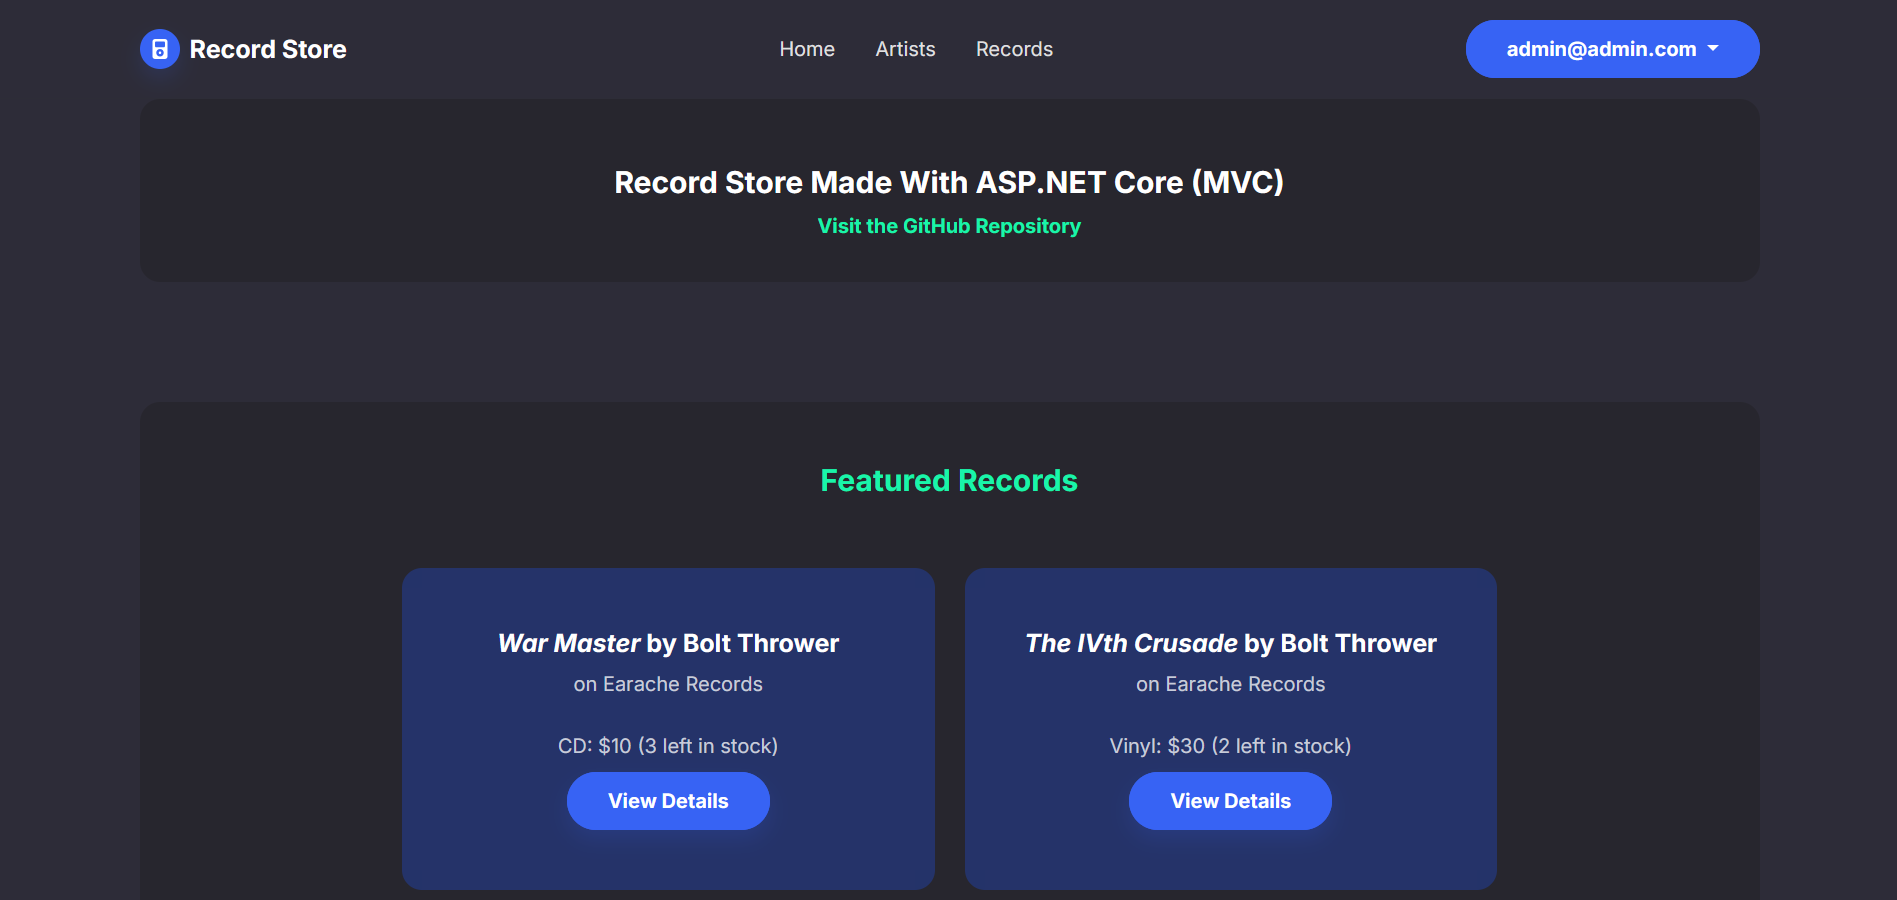 Record Store
Home
Artists
Records
admin@admin.com
Record Store Made With ASP.NET Core (MVC)
Visit the GitHub Repository
Featured Records
War Master by Bolt Thrower
on Earache Records
CD: $10 (3 left in stock)
View Details
The IVth Crusade by Bolt Thrower
on Earache Records
Vinyl: $30 (2 left in stock)
View Details